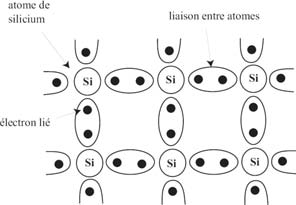 atome de
silicium
liaison entre atomes
Si
Si
Si
électron lié
Si
Si
Si